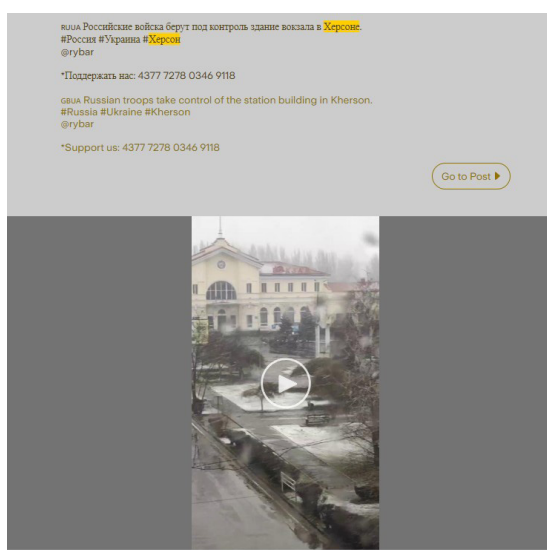 RUUA Российские войска берут под контроль здание вокзала в Херсоне.
#Россия #Украина #Херсон
@rybar
*Поддержать нас: 4377 7278 0346 9118
GBUA Russian troops take control of the station building in Kherson.
#Russia #Ukraine #Kherson
@rybar
*Support us: 4377 7278 0346 9118
Go to Post